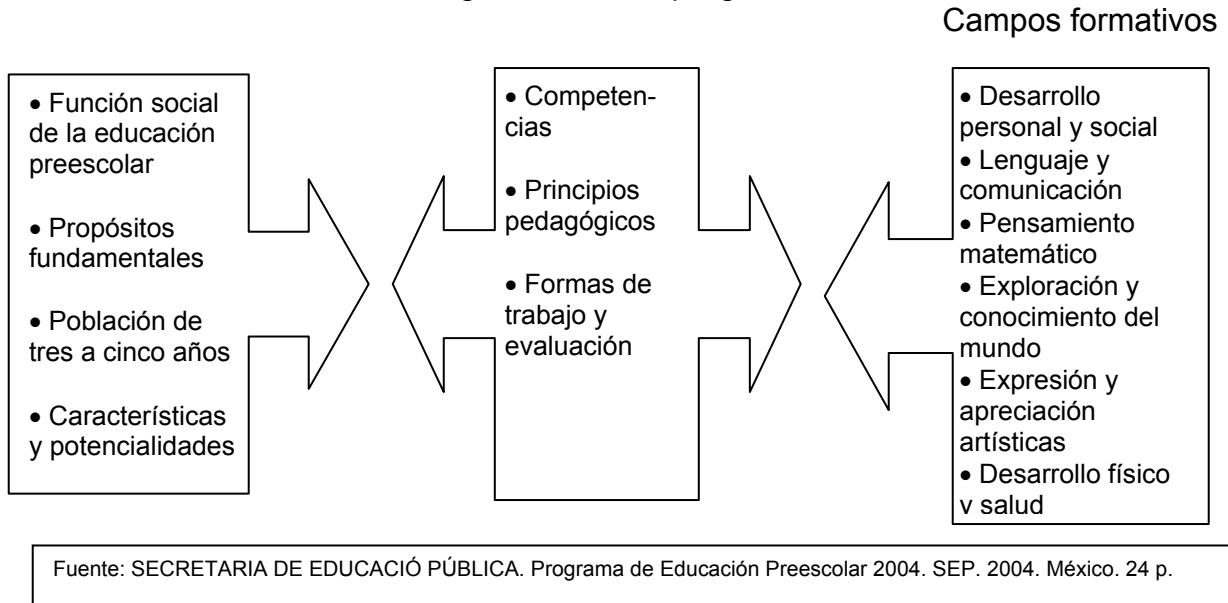 Campos formativos
• Función social
de la educación
preescolar
• Propósitos
fundamentales
• Población de
tres a cinco años
• Características
y potencialidades
• Competen-
cias
• Principios
pedagógicos
• Formas de
trabajo y
evaluación
• Desarrollo
personal y social
• Lenguaje y
comunicación
• Pensamiento
matemático
• Exploración y
conocimiento del
mundo
• Expresión y
apreciación
artísticas
• Desarrollo físico
y salud
Fuente: SECRETARIA DE EDUCACIÓ PÚBLICA. Programa de Educación Preescolar 2004. SEP. 2004. México. 24 p.